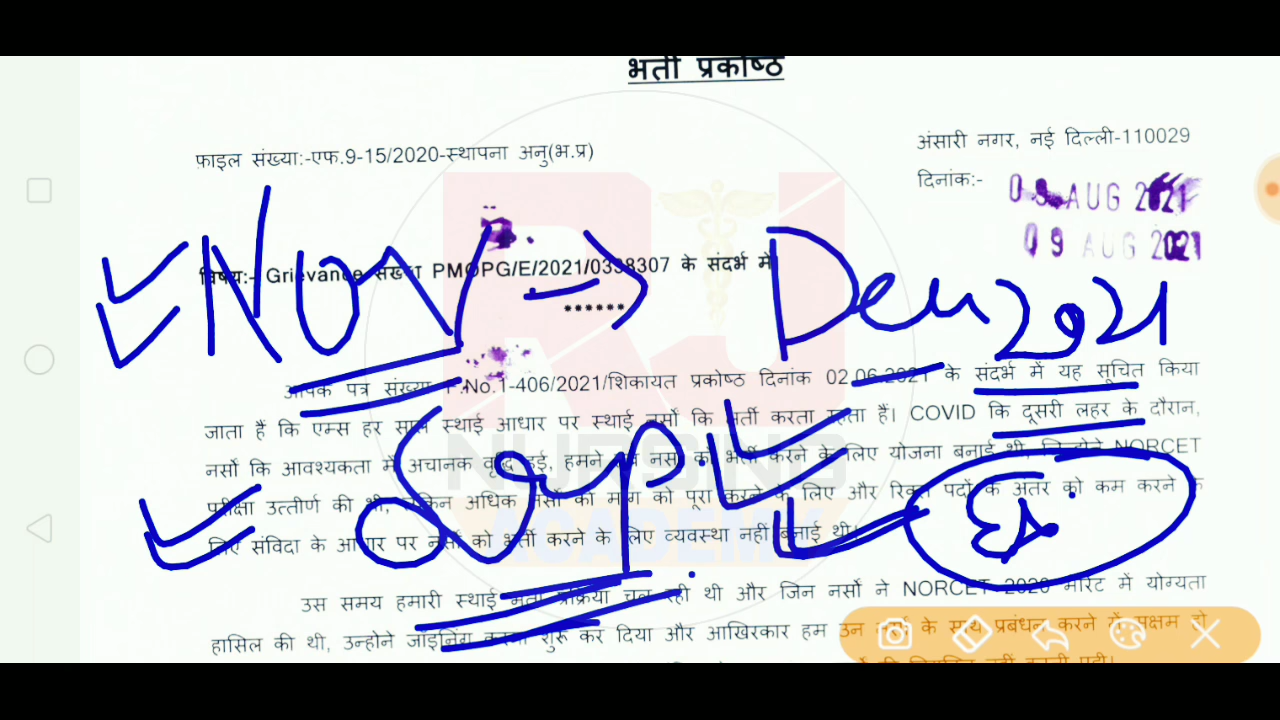 भर्ती प्रकोष्ठ
फ़ाइल संख्या:-एफ.9-15/2020-स्थापना अनु(भ.प्र)
अंसारी नगर, नई दिल्ली-110029
दिनांक:-
AUG 2021
09 AUG 2021
विषय:- Grievance संख्या PMOPG/E/2021/0338307 के संदर्भ में
******
Nov → Dec 2021
आपके पत्र संख्या F.No.1-406/2021/शिकायत प्रकोष्ठ दिनांक 02.06.2021 के संदर्भ में यह सूचित किया
जाता है कि एम्स हर साल स्थाई आधार पर स्थाई नर्सों कि भर्ती करता रहता हैं। COVID कि दूसरी लहर के दौरान,
नर्सों कि आवश्यकता में अचानक वृद्धि हुई, हमने नर्सों को भर्ती करने के लिए योजना बनाई थी, जिन्होने NORCET
परीक्षा उत्तीर्ण की थी, लेकिन अधिक नर्सों की मांग को पूरा करने के लिए और रिक्त पदों के अंतर को कम करने के
लिए संविदा के आधार पर नर्सों को भर्ती करने के लिए व्यवस्था नहीं बनाई थी।
उस समय हमारी स्थाई भर्ती प्रक्रिया चल रही थी और जिन नर्सों ने NORCET-2020 मेरिट में योग्यता
हासिल की थी, उन्होने जॉइनिंग करना शुरू कर दिया और आखिरकार हम उन नर्सों के साथ प्रबंधन करने में सक्षम हो
RJ
NURSING
ACADEMY